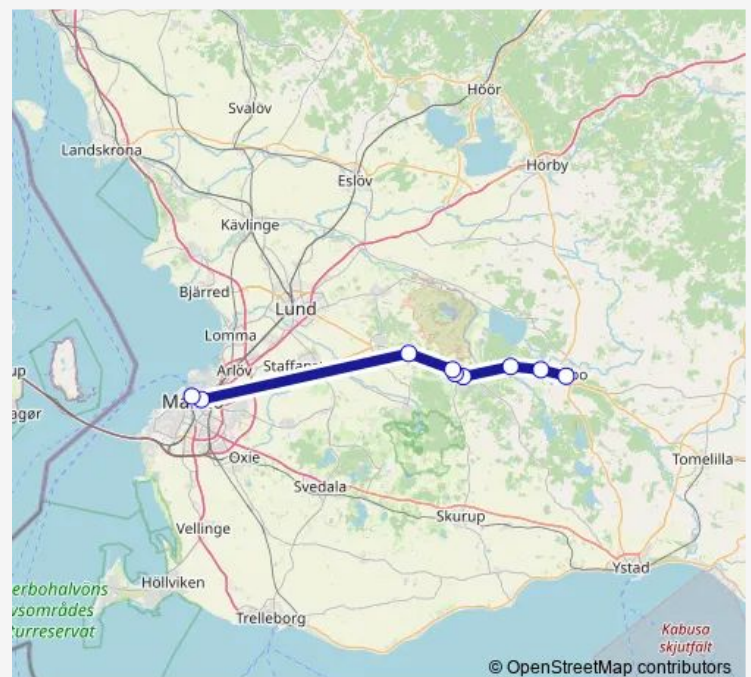 Höör
Svalöv
Landskrona
Hörby
Eslöv
Kävlinge
Bjärred
Lund
Lomma
Arlöv
Oxie
Tomelilla
Svedala
Skurup
Vellinge
Ystad
Höllviken
Trelleborg
Kabusa
skjutfält
© OpenStreetMap contributors